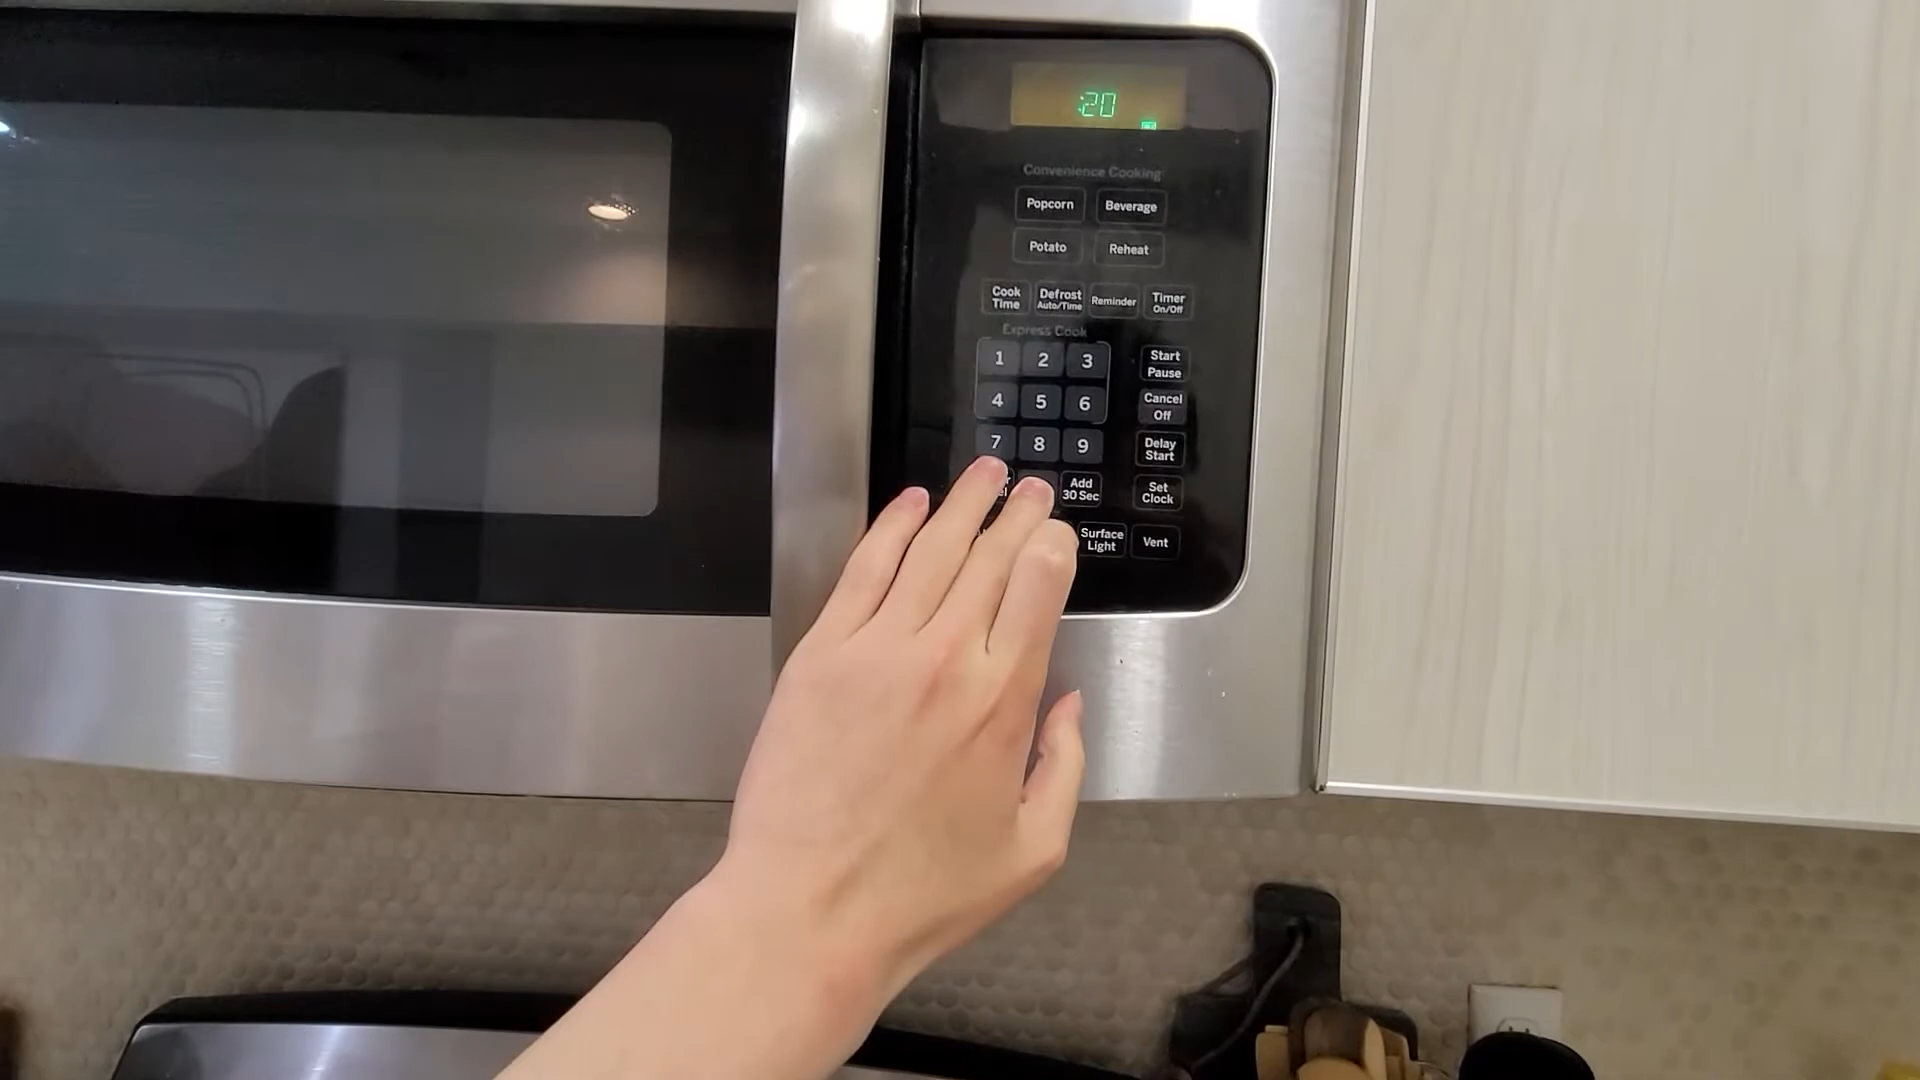 :20
Convenience Cooking
Popcorn Beverage
Potato Reheat
Cook Time
Defrost Auto/Time
Reminder
Timer On/Off
Express Cook
1 2 3
Start Pause
4 5 6
Cancel Off
7 8 9
Delay Start
Add 30 Sec
Set Clock
Surface Light
Vent